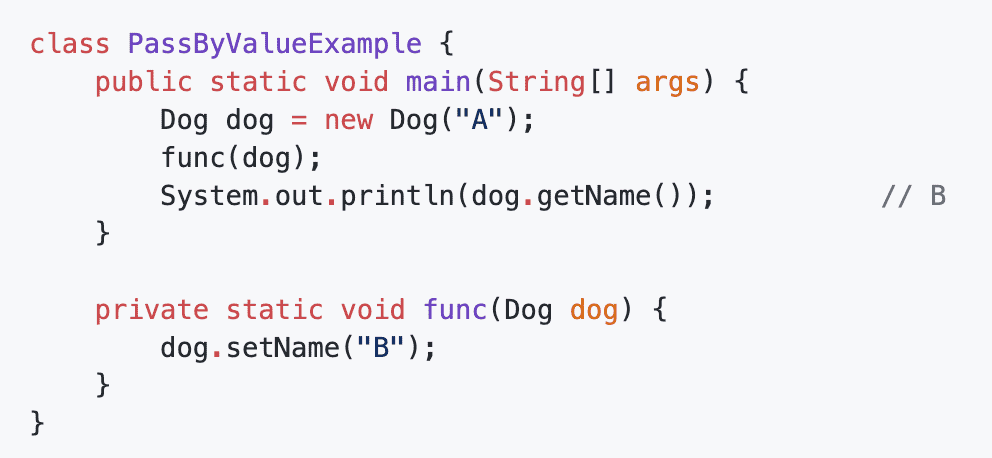 class PassByValueExample {
    public static void main(String[] args) {
        Dog dog = new Dog("A");
        func(dog);
        System.out.println(dog.getName());          // B
    }

    private static void func(Dog dog) {
        dog.setName("B");
    }
}